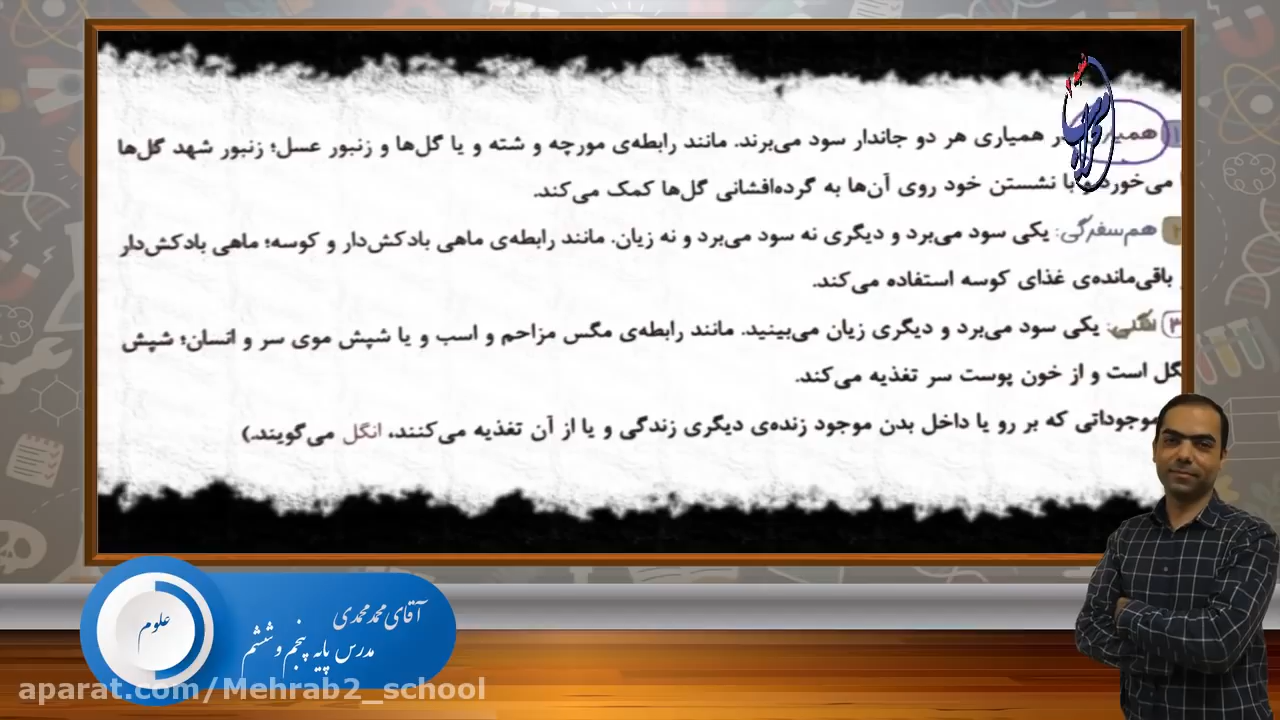 در همیاری هر دو جاندار سود می‌برند. مانند رابطه‌ی مورچه و شته و یا گل‌ها و زنبور عسل؛ زنبور شهد گل‌ها
می‌خورد و با نشستن خود روی آن‌ها به گرده‌افشانی گل‌ها کمک می‌کند.
هم‌سفرگی: یکی سود می‌برد و دیگری نه سود می‌برد و نه زیان. مانند رابطه‌ی ماهی بادکش‌دار و کوسه؛ ماهی بادکش‌دار
باقی‌مانده‌ی غذای کوسه استفاده می‌کند.
۳ یکی سود می‌برد و دیگری زیان می‌بینید. مانند رابطه‌ی مگس مزاحم و اسب و یا شپش موی سر و انسان؛ شپش
است و از خون پوست سر تغذیه می‌کند.
موجوداتی که بر رو یا داخل بدن موجود زنده‌ی دیگری زندگی و یا از آن تغذیه می‌کنند، انگل می‌گویند.)
آقای محمد محمدی
مدرس پایه پنجم و ششم
علوم
aparat.com/Mehrab2_school